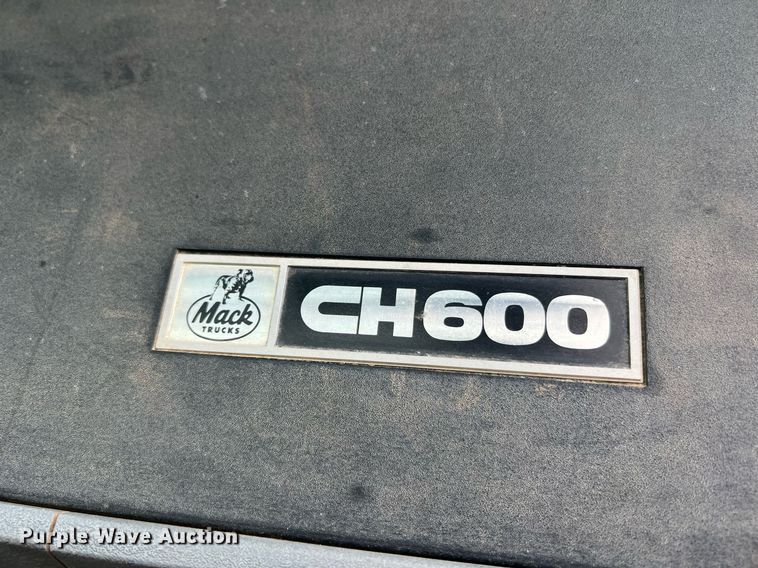 Mack
TRUCKS
CH600
Purple Wave Auction